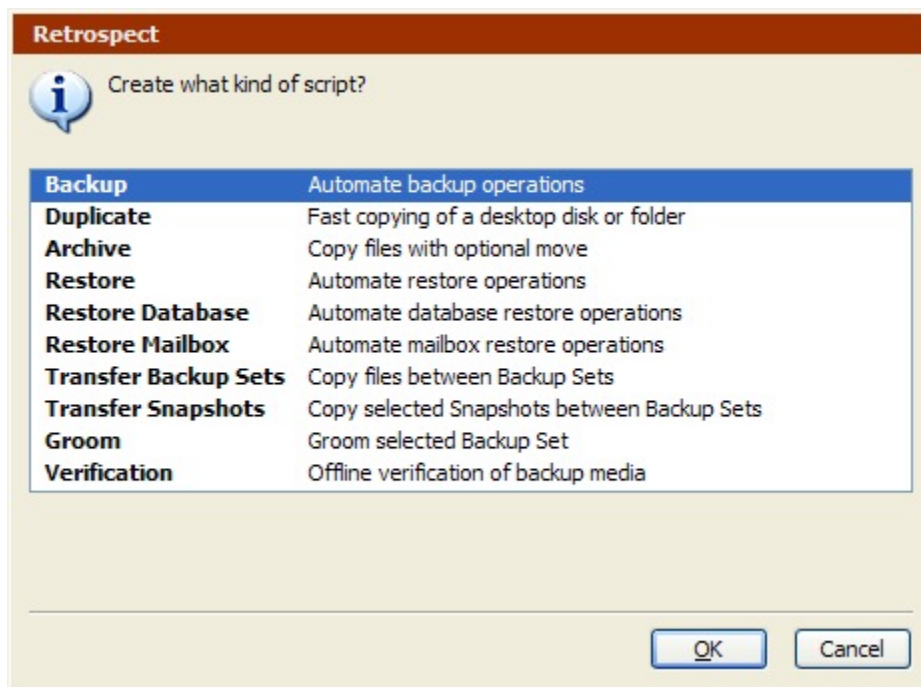 Retrospect
Create what kind of script?
Backup Automate backup operations
Duplicate Fast copying of a desktop disk or folder
Archive Copy files with optional move
Restore Automate restore operations
Restore Database Automate database restore operations
Restore Mailbox Automate mailbox restore operations
Transfer Backup Sets Copy files between Backup Sets
Transfer Snapshots Copy selected Snapshots between Backup Sets
Groom Groom selected Backup Set
Verification Offline verification of backup media
OK Cancel